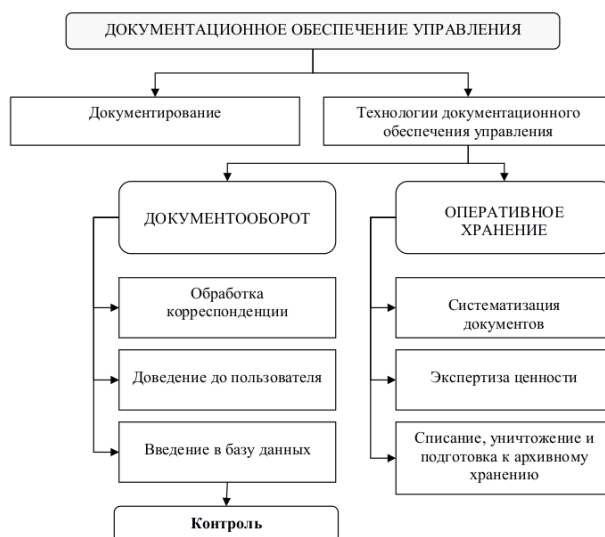 ДОКУМЕНТАЦИОННОЕ ОБЕСПЕЧЕНИЕ УПРАВЛЕНИЯ
Документирование
Технологии документационного
обеспечения управления
ДОКУМЕНТООБОРОТ
ОПЕРАТИВНОЕ
ХРАНЕНИЕ
Обработка
корреспонденции
Систематизация
документов
Доведение до пользователя
Экспертиза ценности
Введение в базу данных
Списание, уничтожение и
подготовка к архивному
хранению
Контроль